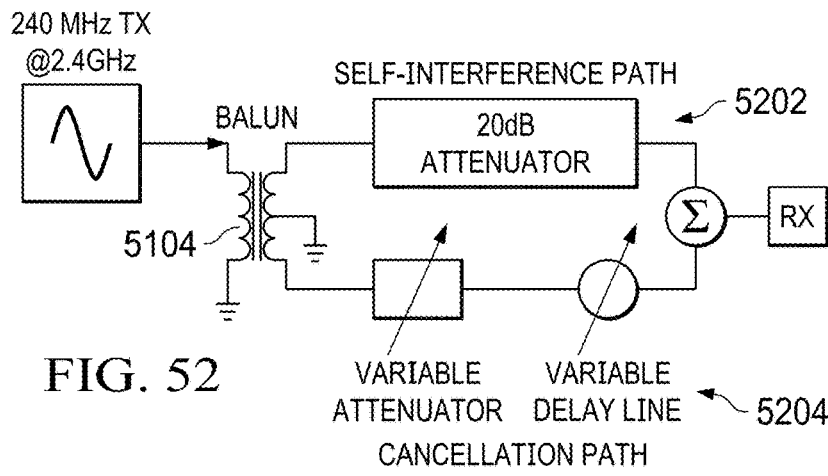 240 MHz TX
@2.4GHz
SELF-INTERFERENCE PATH
5202
BALUN
20dB
ATTENUATOR
Σ
RX
5104
FIG. 52
VARIABLE
ATTENUATOR
VARIABLE
DELAY LINE
5204
CANCELLATION PATH